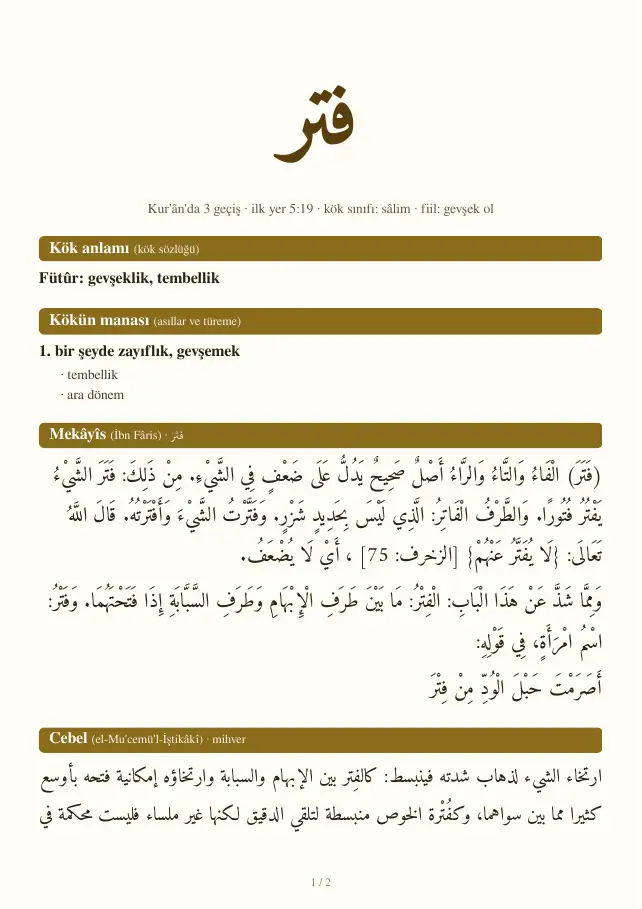 فتر
Kur'ân'da 3 geçiş · ilk yer 5:19 · kök sınıfı: sâlim · fiil: gevşek ol
Kök anlamı (kök sözlüğü)
Fütûr: gevşeklik, tembellik
Kökün manası (asıllar ve türeme)
1. bir şeyde zayıflık, gevşemek
· tembellik
· ara dönem
Mekâyîs (İbn Fâris) · فَتَرَ
(فَتَرَ) الْفَاءُ وَالتَّاءُ وَالرَّاءُ أَصْلٌ صَحِيحٌ يَدُلُّ عَلَى ضَعْفٍ فِي الشَّيْءِ. مِنْ ذَلِكَ: فَتَرَ الشَّيْءُ
يَفْتُرُ فُتُورًا. وَالطَّرْفُ الْفَاتِرُ: الَّذِي لَيْسَ بِحَدِيدٍ شَزْرٍ. وَفَتَّرْتُ الشَّيْءَ وَأَفْتَرْتُهُ. قَالَ اللَّهُ
تَعَالَى: {لَا يُفَتَّرُ عَنْهُمْ} [الزخرف: 75] ، أَيْ لَا يُضْعَفُ.
وَمِمَّا شَذَّ عَنْ هَذَا الْبَابِ: الْفِتْرُ: مَا بَيْنَ طَرَفِ الْإِبْهَامِ وَطَرَفِ السَّبَّابَةِ إِذَا فَتَحْتَهُمَا. وَفَتْرُ:
اسْمُ امْرَأَةٍ، فِي قَوْلِهِ:
أَصَرَمْتَ حَبْلَ الْوُدِّ مِنْ فِتْرَ
Cebel (el-Mu'cemü'l-İştikâkî) · mihver
ارتخاء الشيء لذهاب شدته فينبسط: كالفِتر بين الإبهام والسبابة وارتخاؤه إمكانية فتحه بأوسع
كثيرا مما بين سواهما، وكفُتْرة الخوص منبسطة لتلقي الدقيق لكنها غير ملساء فليست محكمة في
1 / 2